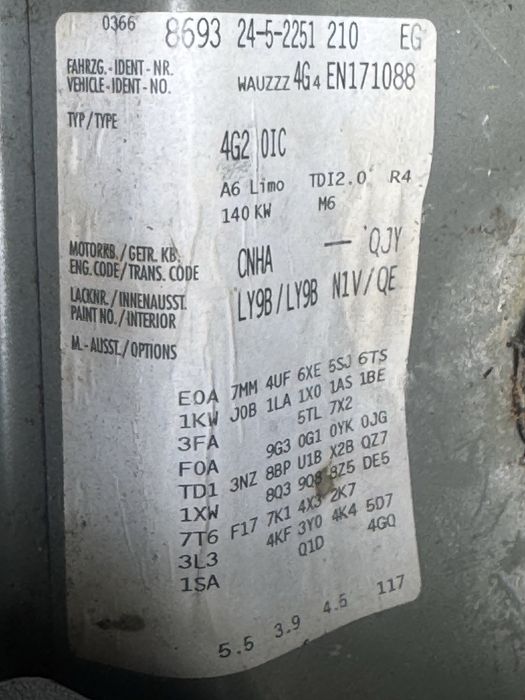 0366 8693 24-5-2251 210 EG
FAHRZG.-IDENT-NR.
VEHICLE-IDENT-NO. WAUZZZ4G4EN171088
TYP/TYPE
4G2 0IC
A6 Limo TDI2.0 R4
140 KW M6
MOTORKB./GETR.KB.
ENG.CODE/TRANS.CODE CNHA — QJY
LACKNR./INNENAUSST.
PAINT NO./INTERIOR LY9B/LY9B N1V/QE
M.-AUSST./OPTIONS
E0A 7MM 4UF 6XE 5SJ 6TS
1KW J0B 1LA 1X0 1AS 1BE
3FA 5TL 7X2
F0A 9G3 0G1 0YK 0JG
TD1 3NZ 8BP U1B X2B QZ7
1XW 8Q3 9Q8 8Z5 DE5
7T6 F17 7K1 4X3 2K7
3L3 4KF 3Y0 4K4 5D7
1SA Q1D 4GQ
5.5 3.9 4.5 117